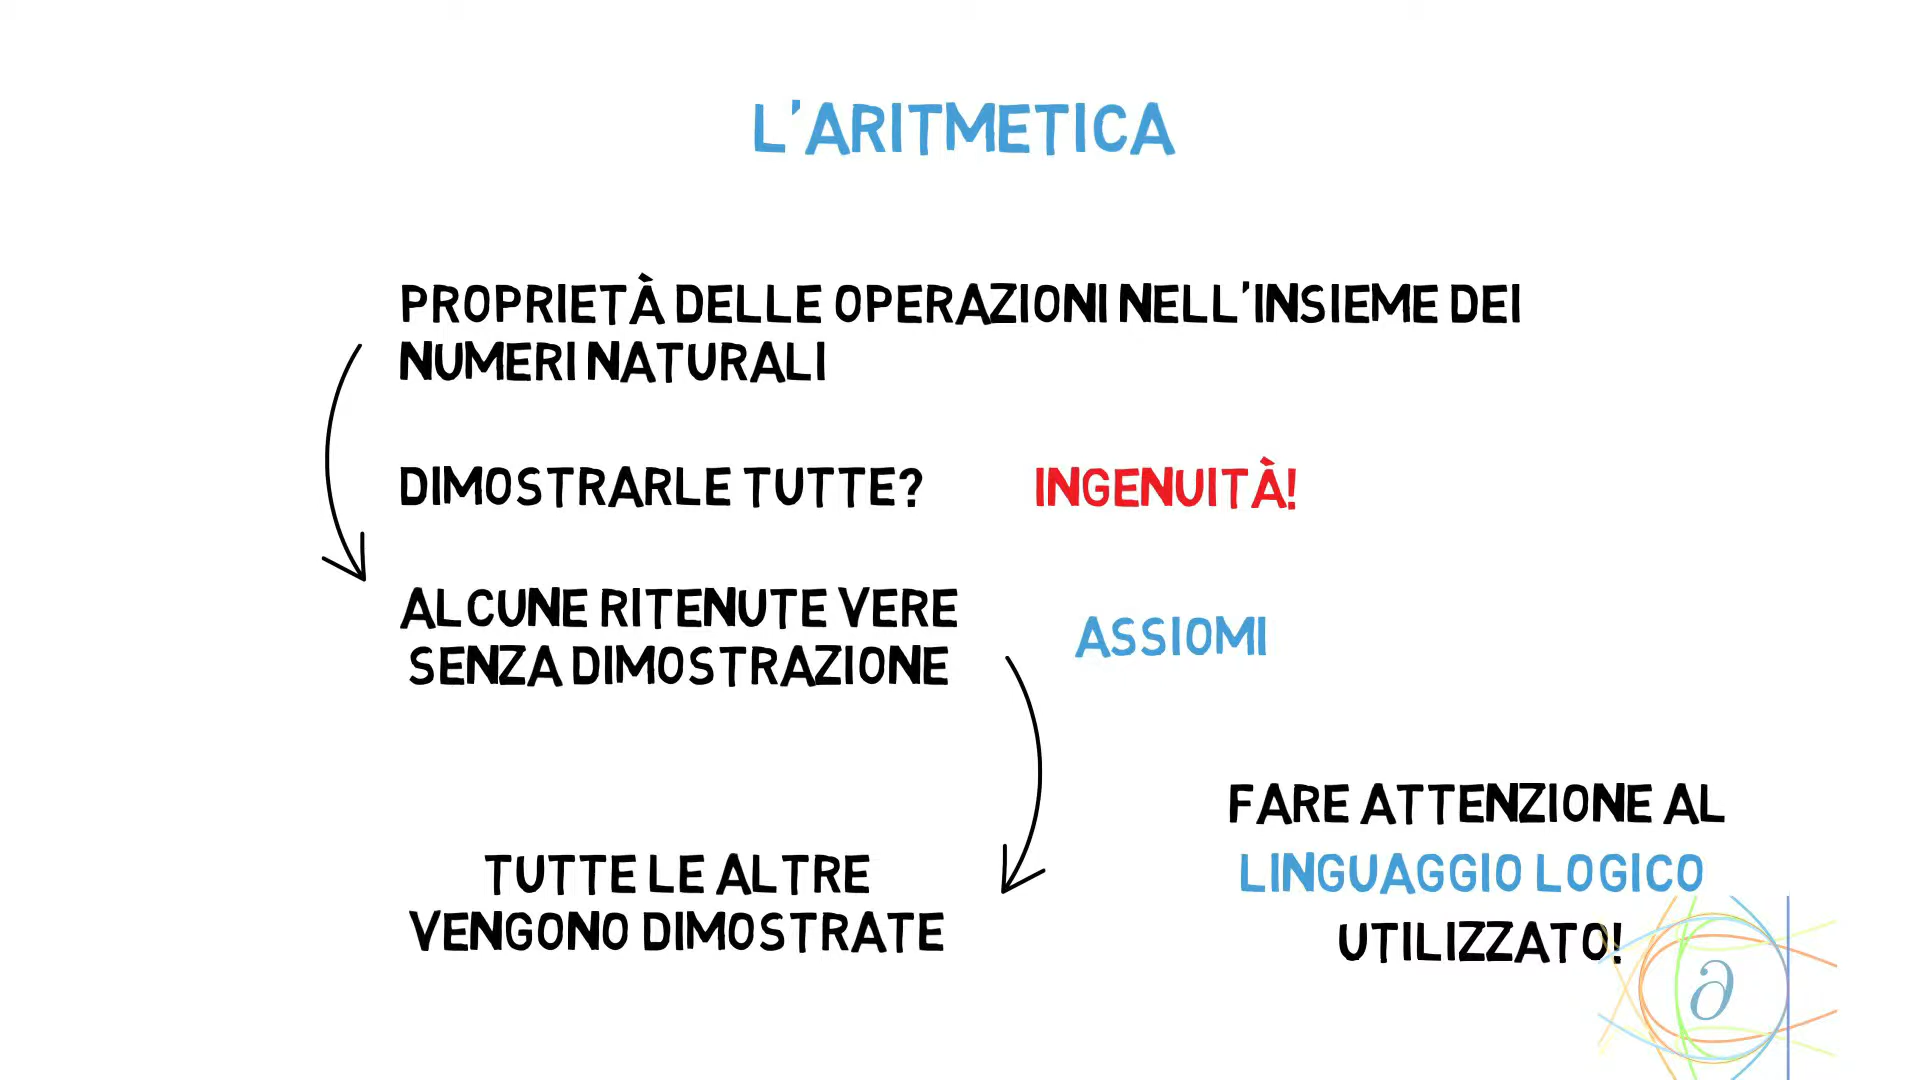 L'ARITMETICA
PROPRIETÀ DELLE OPERAZIONI NELL'INSIEME DEI
NUMERI NATURALI
DIMOSTRARLE TUTTE? INGENUITÀ!
ALCUNE RITENUTE VERE
SENZA DIMOSTRAZIONE
ASSIOMI
TUTTE LE ALTRE
VENGONO DIMOSTRATE
FARE ATTENZIONE AL
LINGUAGGIO LOGICO
UTILIZZATO!
∂